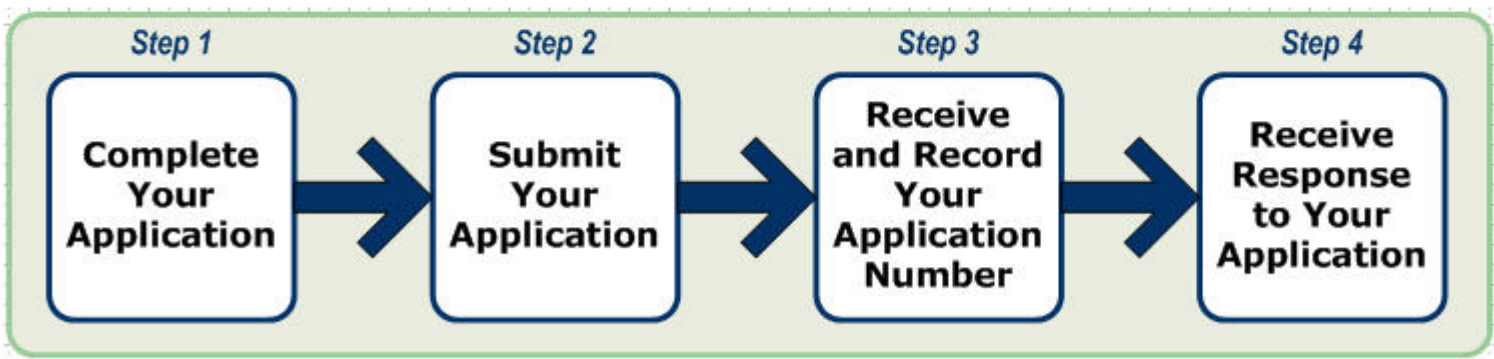 Step 1
Complete
Your
Application
Step 2
Submit
Your
Application
Step 3
Receive
and Record
Your
Application
Number
Step 4
Receive
Response
to Your
Application